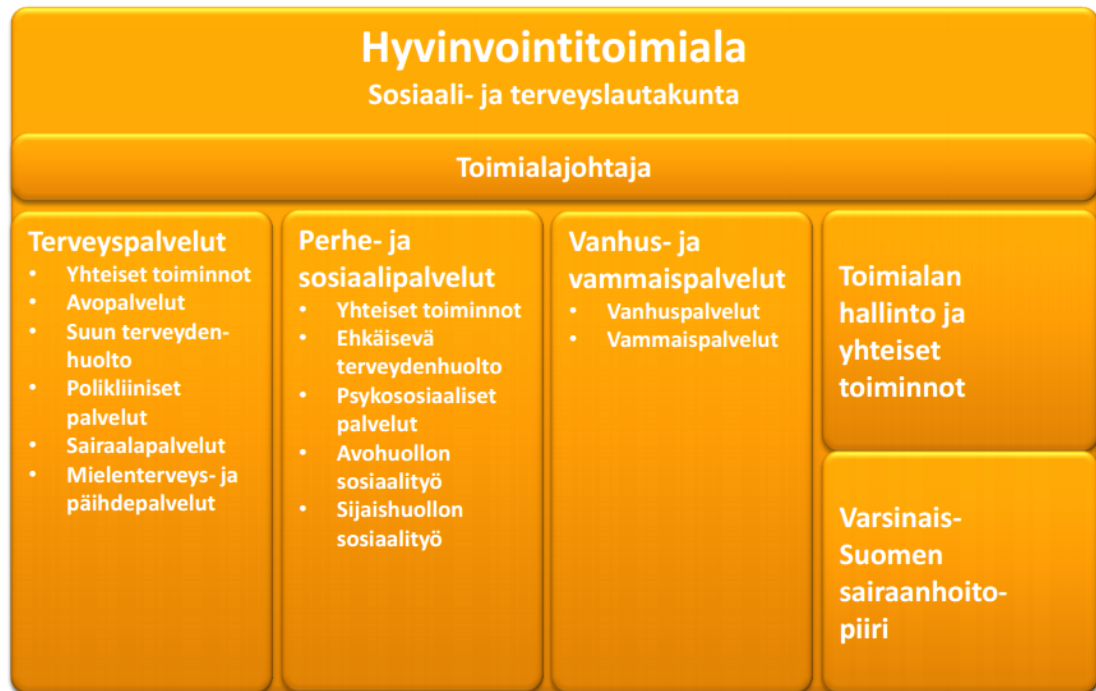 Hyvinvointitoimiala
Sosiaali- ja terveyslautakunta
Toimialajohtaja
Terveyspalvelut
• Yhteiset toiminnot
• Avopalvelut
• Suun terveyden-
huolto
• Polikliiniset
palvelut
• Sairaalapalvelut
• Mielenterveys- ja
päihdepalvelut
Perhe- ja
sosiaalipalvelut
• Yhteiset toiminnot
• Ehkäisevä
terveydenhuolto
• Psykososiaaliset
palvelut
• Avohuollon
sosiaalityö
• Sijaishuollon
sosiaalityö
Vanhus- ja
vammaispalvelut
• Vanhuspalvelut
• Vammaispalvelut
Toimialan
hallinto ja
yhteiset
toiminnot
Varsinais-
Suomen
sairaanhoito-
piiri